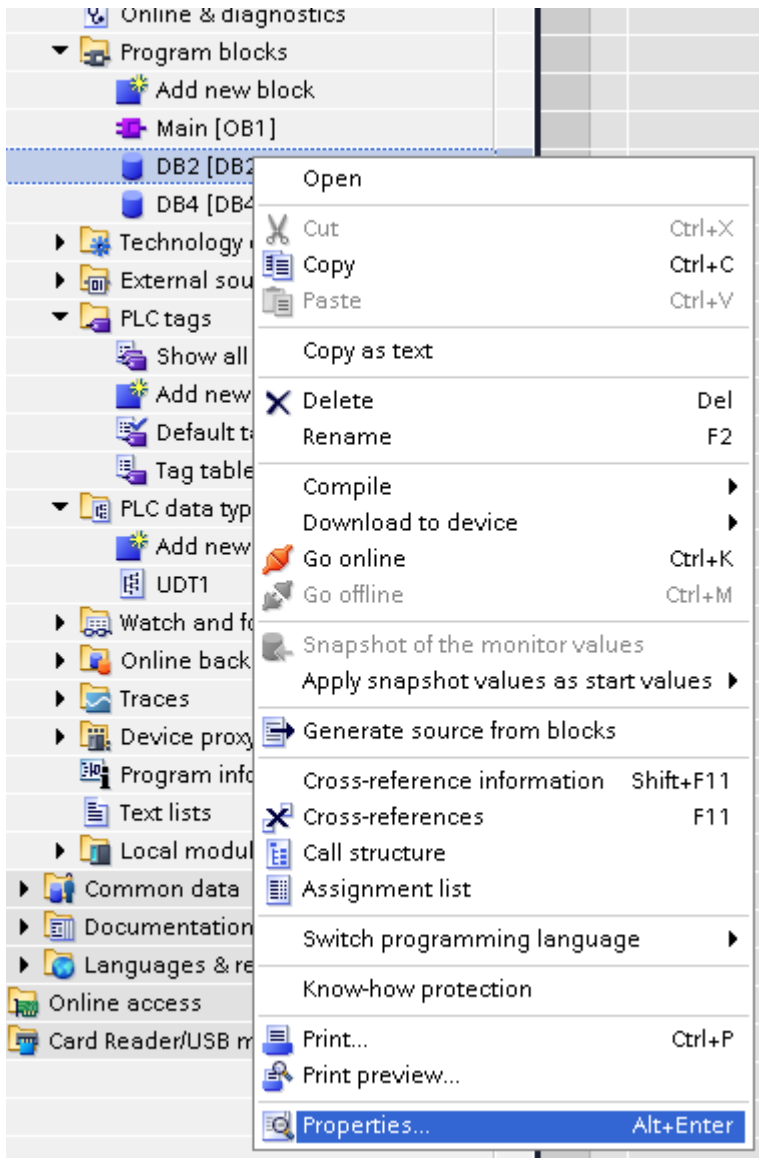 Online & diagnostics
Program blocks
Add new block
Main [OB1]
DB2 [DB2
DB4 [DB4
Technology
External sou
PLC tags
Show all
Add new
Default ta
Tag table
PLC data typ
Add new
UDT1
Watch and fo
Online back
Traces
Device proxy
Program info
Text lists
Local modul
Common data
Documentation
Languages & re
Online access
Card Reader/USB m
Open
Cut Ctrl+X
Copy Ctrl+C
Paste Ctrl+V
Copy as text
Delete Del
Rename F2
Compile
Download to device
Go online Ctrl+K
Go offline Ctrl+M
Snapshot of the monitor values
Apply snapshot values as start values
Generate source from blocks
Cross-reference information Shift+F11
Cross-references F11
Call structure
Assignment list
Switch programming language
Know-how protection
Print... Ctrl+P
Print preview...
Properties... Alt+Enter